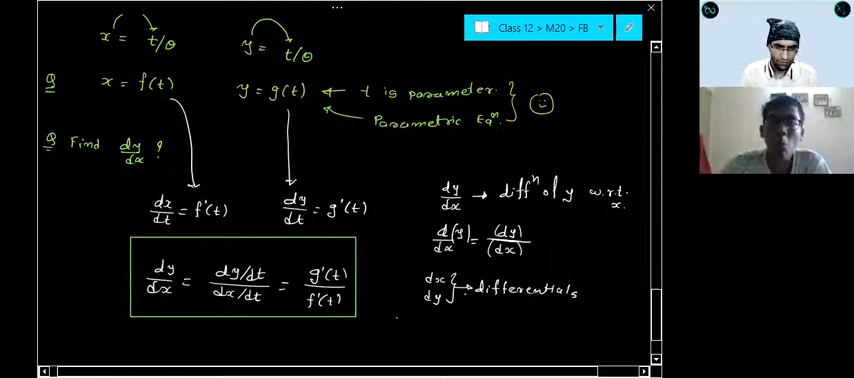 ...
Class 12 > M20 > FB
x = t/θ
y = t/θ
Q x = f(t) y = g(t) ← t is parameter.
← Parametric Eqⁿ.
Q Find dy/dx ?
dx/dt = f'(t) dy/dt = g'(t)
dy/dx = (dy/dt)/(dx/dt) = g'(t)/f'(t)
dy/dx → diffⁿ of y w.r.t. x.
d(y)/dx = (dy)/(dx)
dx
dy } → differentials